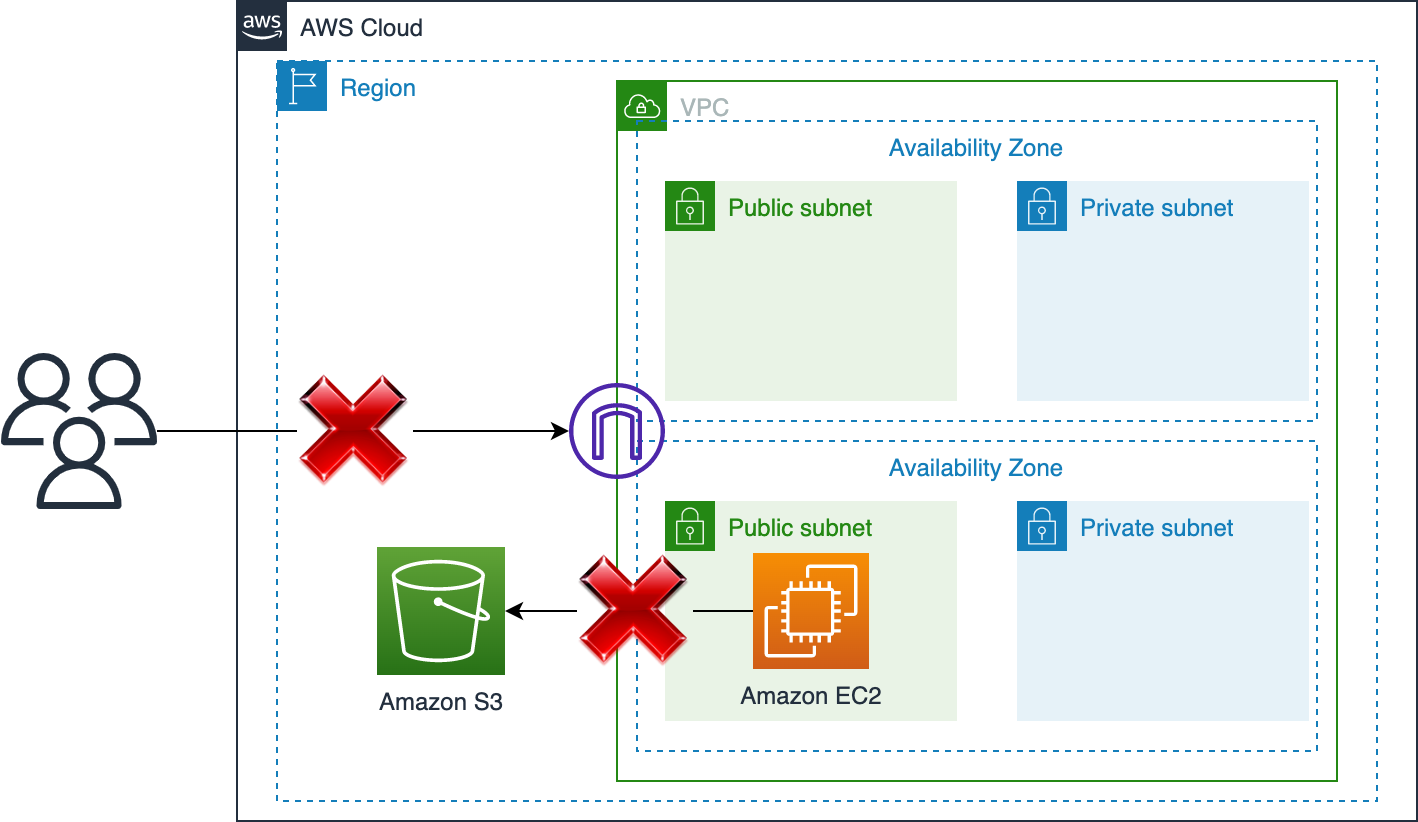 aws
AWS Cloud
Region
VPC
Availability Zone
Public subnet
Private subnet
Availability Zone
Public subnet
Private subnet
Amazon S3
Amazon EC2